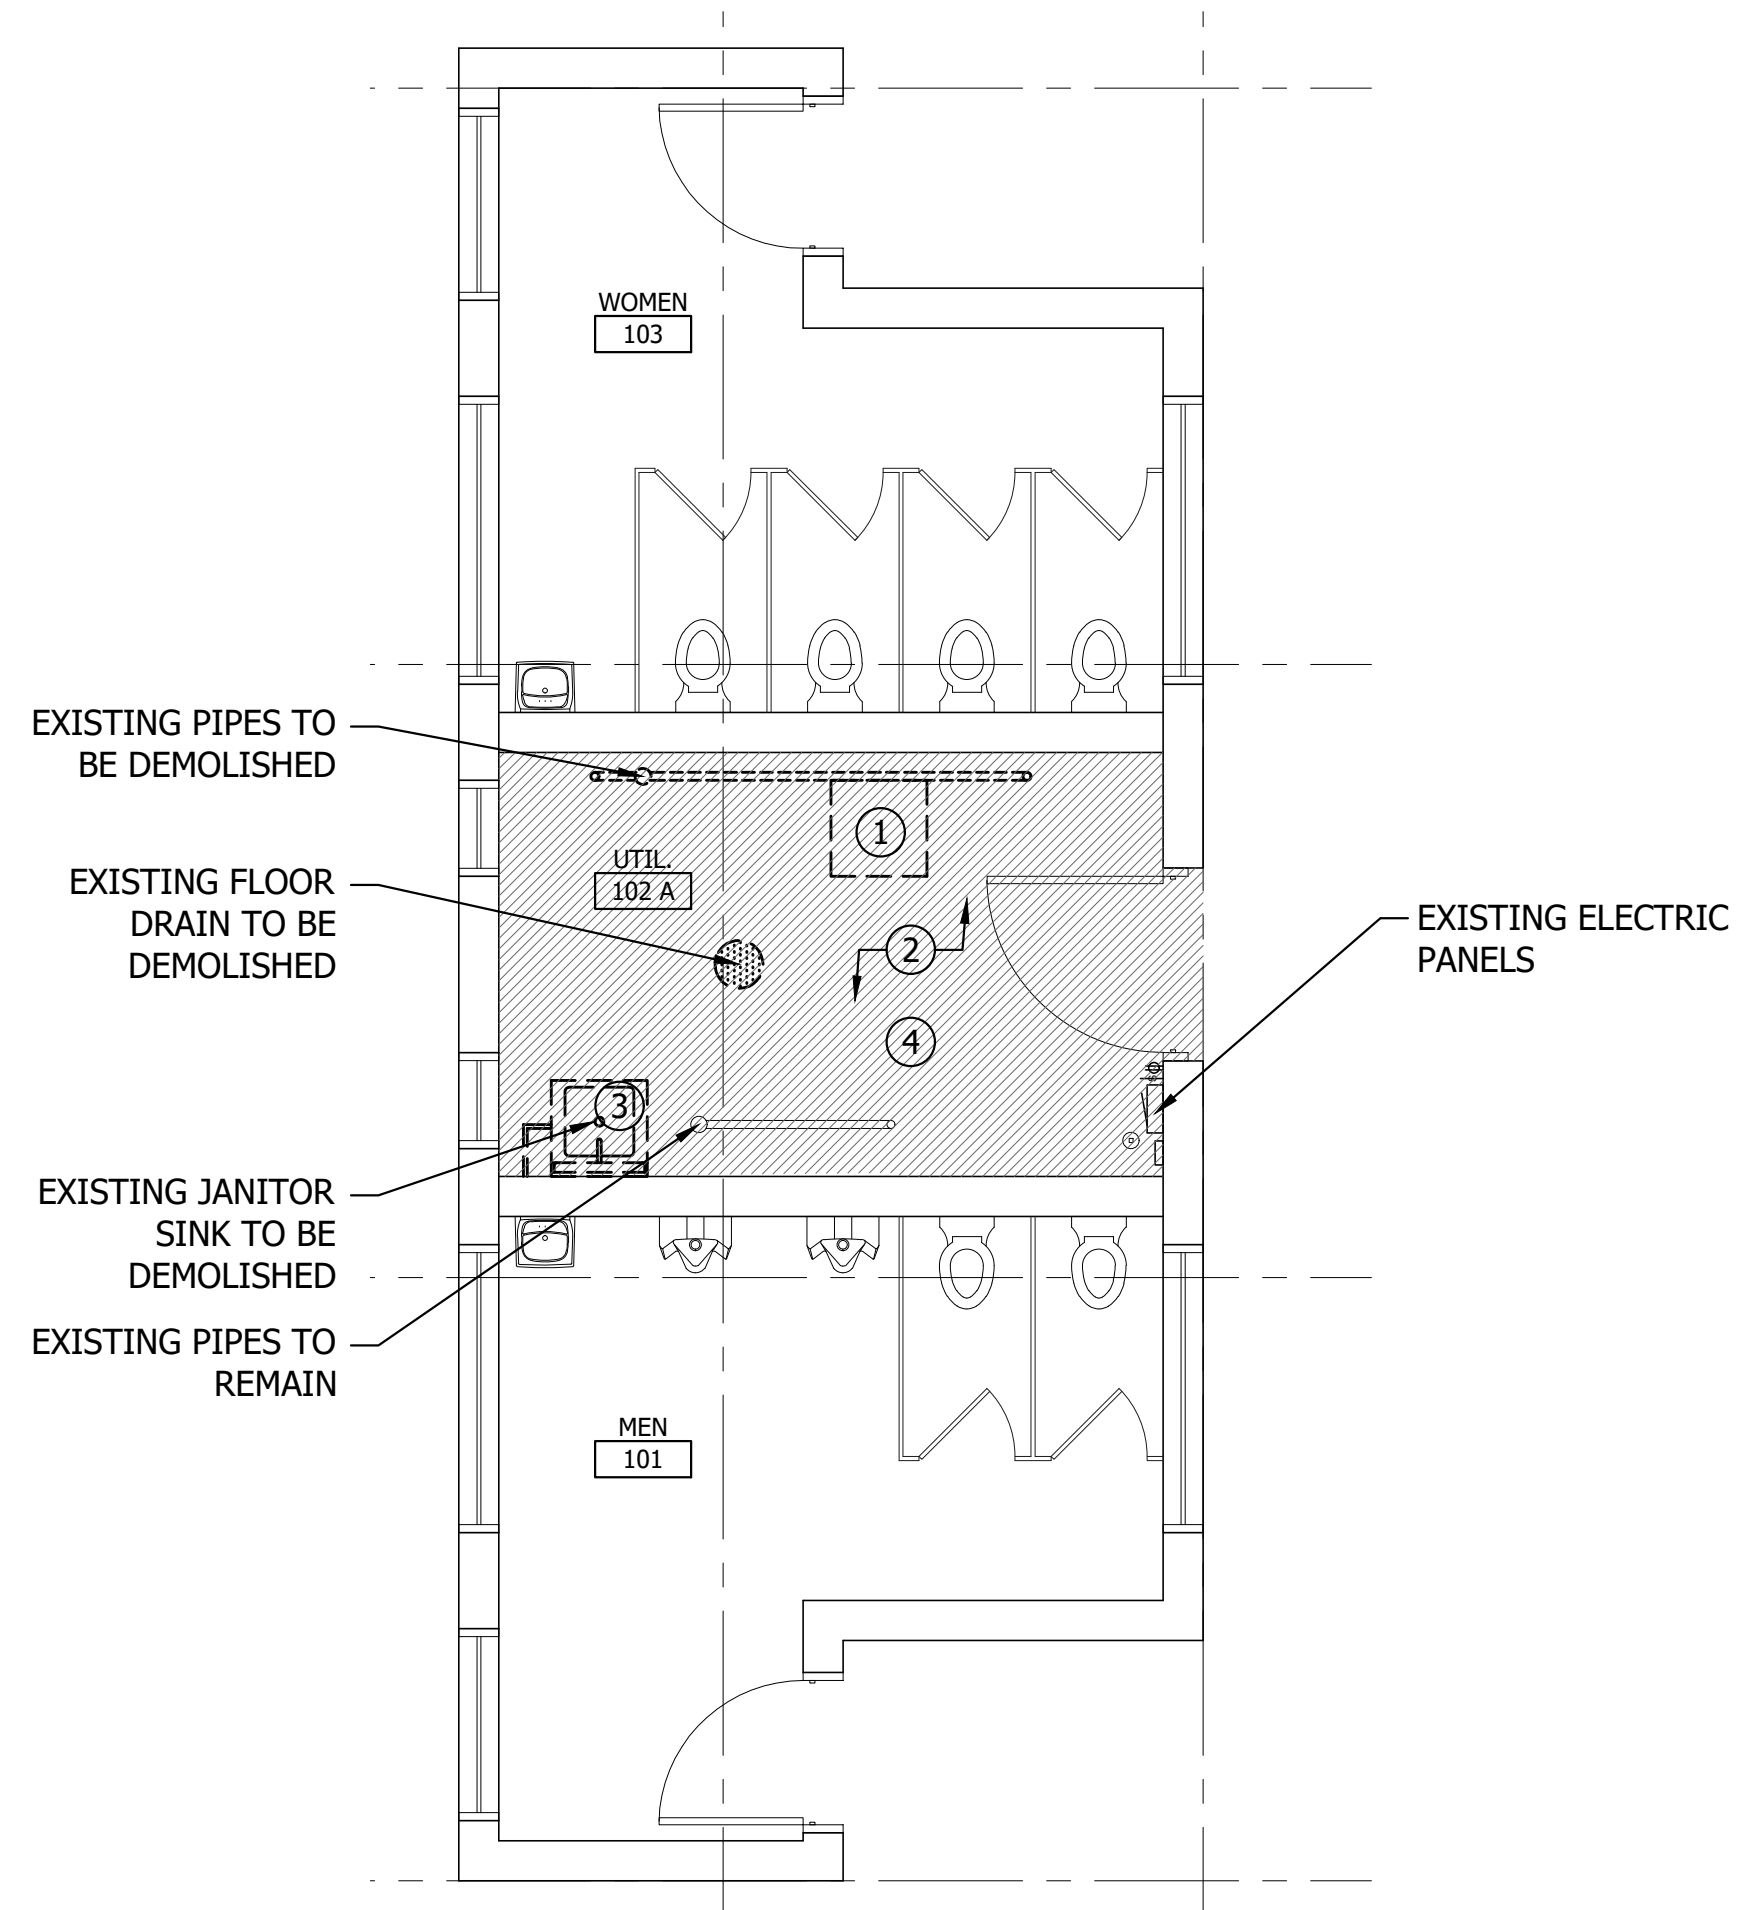 WOMEN
103
EXISTING PIPES TO
BE DEMOLISHED
1
UTIL.
102 A
EXISTING FLOOR
DRAIN TO BE
DEMOLISHED
2
EXISTING ELECTRIC
PANELS
4
3
EXISTING JANITOR
SINK TO BE
DEMOLISHED
EXISTING PIPES TO
REMAIN
MEN
101